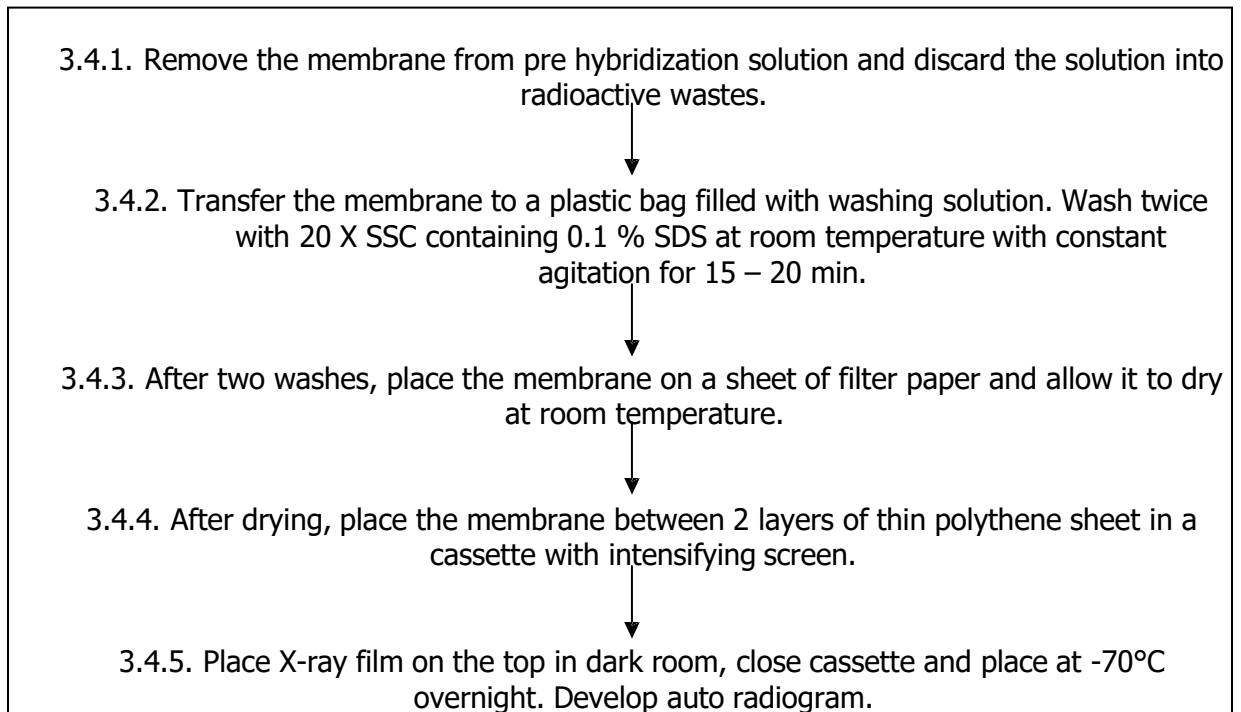 3.4.1. Remove the membrane from pre hybridization solution and discard the solution into
radioactive wastes.
3.4.2. Transfer the membrane to a plastic bag filled with washing solution. Wash twice
with 20 X SSC containing 0.1 % SDS at room temperature with constant
agitation for 15 – 20 min.
3.4.3. After two washes, place the membrane on a sheet of filter paper and allow it to dry
at room temperature.
3.4.4. After drying, place the membrane between 2 layers of thin polythene sheet in a
cassette with intensifying screen.
3.4.5. Place X-ray film on the top in dark room, close cassette and place at -70°C
overnight. Develop auto radiogram.